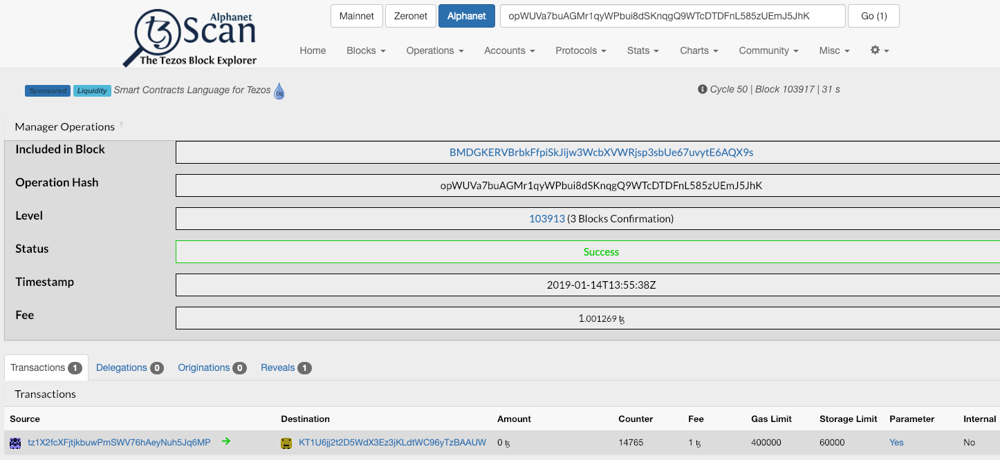 Alphanet
tzScan
The Tezos Block Explorer
Mainnet Zeronet Alphanet opWUVa7buAGMr1qyWPbui8dSKnqgQ9WTcDTDFnL585zUEmJ5JhK Go (1)
Home Blocks Operations Accounts Protocols Stats Charts Community Misc
Sponsored Liquidity Smart Contracts Language for Tezos liq
Cycle 50 | Block 103917 | 31 s
Manager Operations ?
Included in Block BMDGKERVBrbkFfpiSkJijw3WcbXVWRjsp3sbUe67uvytE6AQX9s
Operation Hash opWUVa7buAGMr1qyWPbui8dSKnqgQ9WTcDTDFnL585zUEmJ5JhK
Level 103913 (3 Blocks Confirmation)
Status Success
Timestamp 2019-01-14T13:55:38Z
Fee 1.001269 ꜩ
Transactions 1 Delegations 0 Originations 0 Reveals 1
Transactions
Source Destination Amount Counter Fee Gas Limit Storage Limit Parameter Internal
tz1X2fcXFjtjkbuwPmSWV76hAeyNuh5Jq6MP KT1U6jj2t2D5WdX3Ez3jKLdtWC96yTzBAAUW 0 ꜩ 14765 1 ꜩ 400000 60000 Yes No